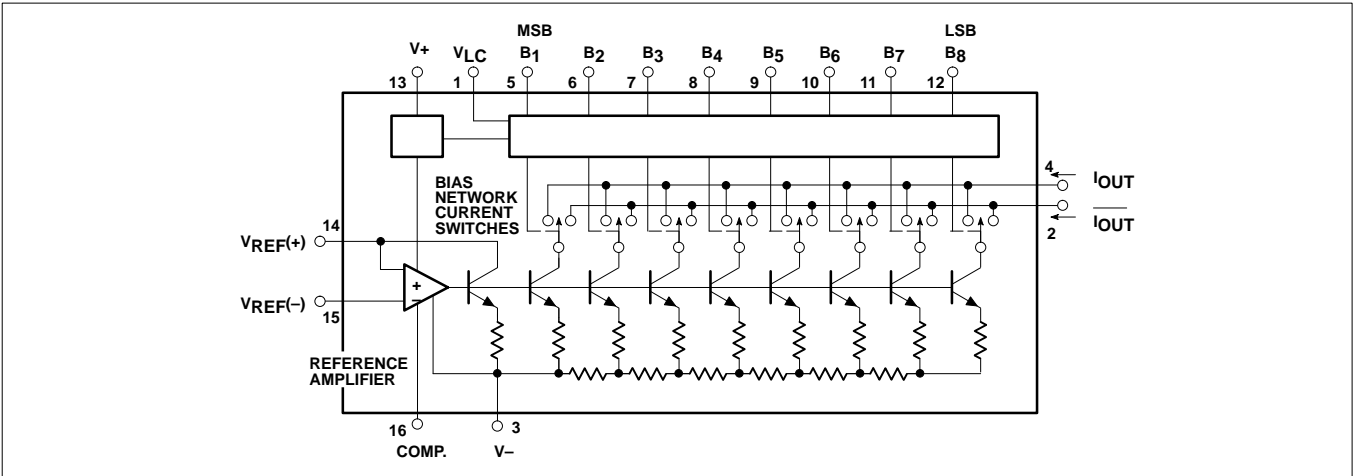 MSB LSB
V+ VLC B1 B2 B3 B4 B5 B6 B7 B8
13 1 5 6 7 8 9 10 11 12
4
IOUT
BIAS
NETWORK
CURRENT
SWITCHES
IOUT
2
14
VREF(+)
+
–
VREF(–)
15
REFERENCE
AMPLIFIER
16 3
COMP. V–